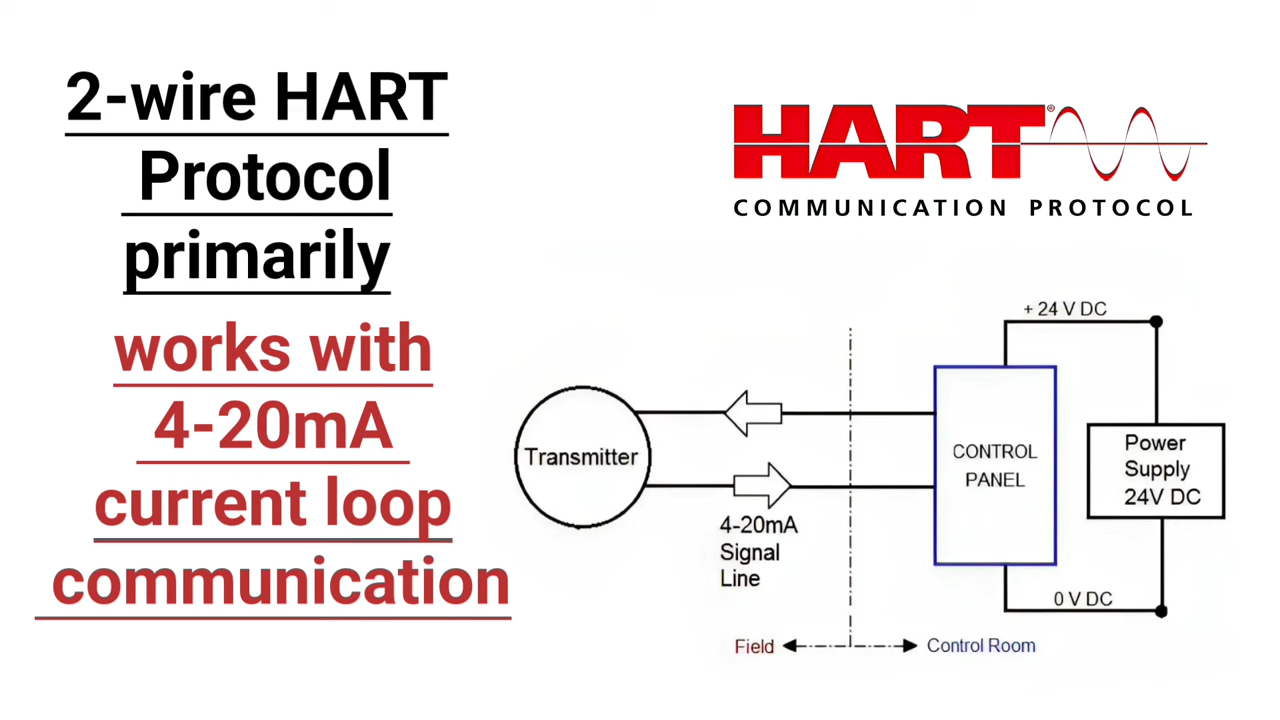 2-wire HART
Protocol
primarily
works with
4-20mA
current loop
communication
HART®
COMMUNICATION PROTOCOL
+ 24 V DC
Transmitter
CONTROL
PANEL
Power
Supply
24V DC
4-20mA
Signal
Line
0 V DC
Field
Control Room